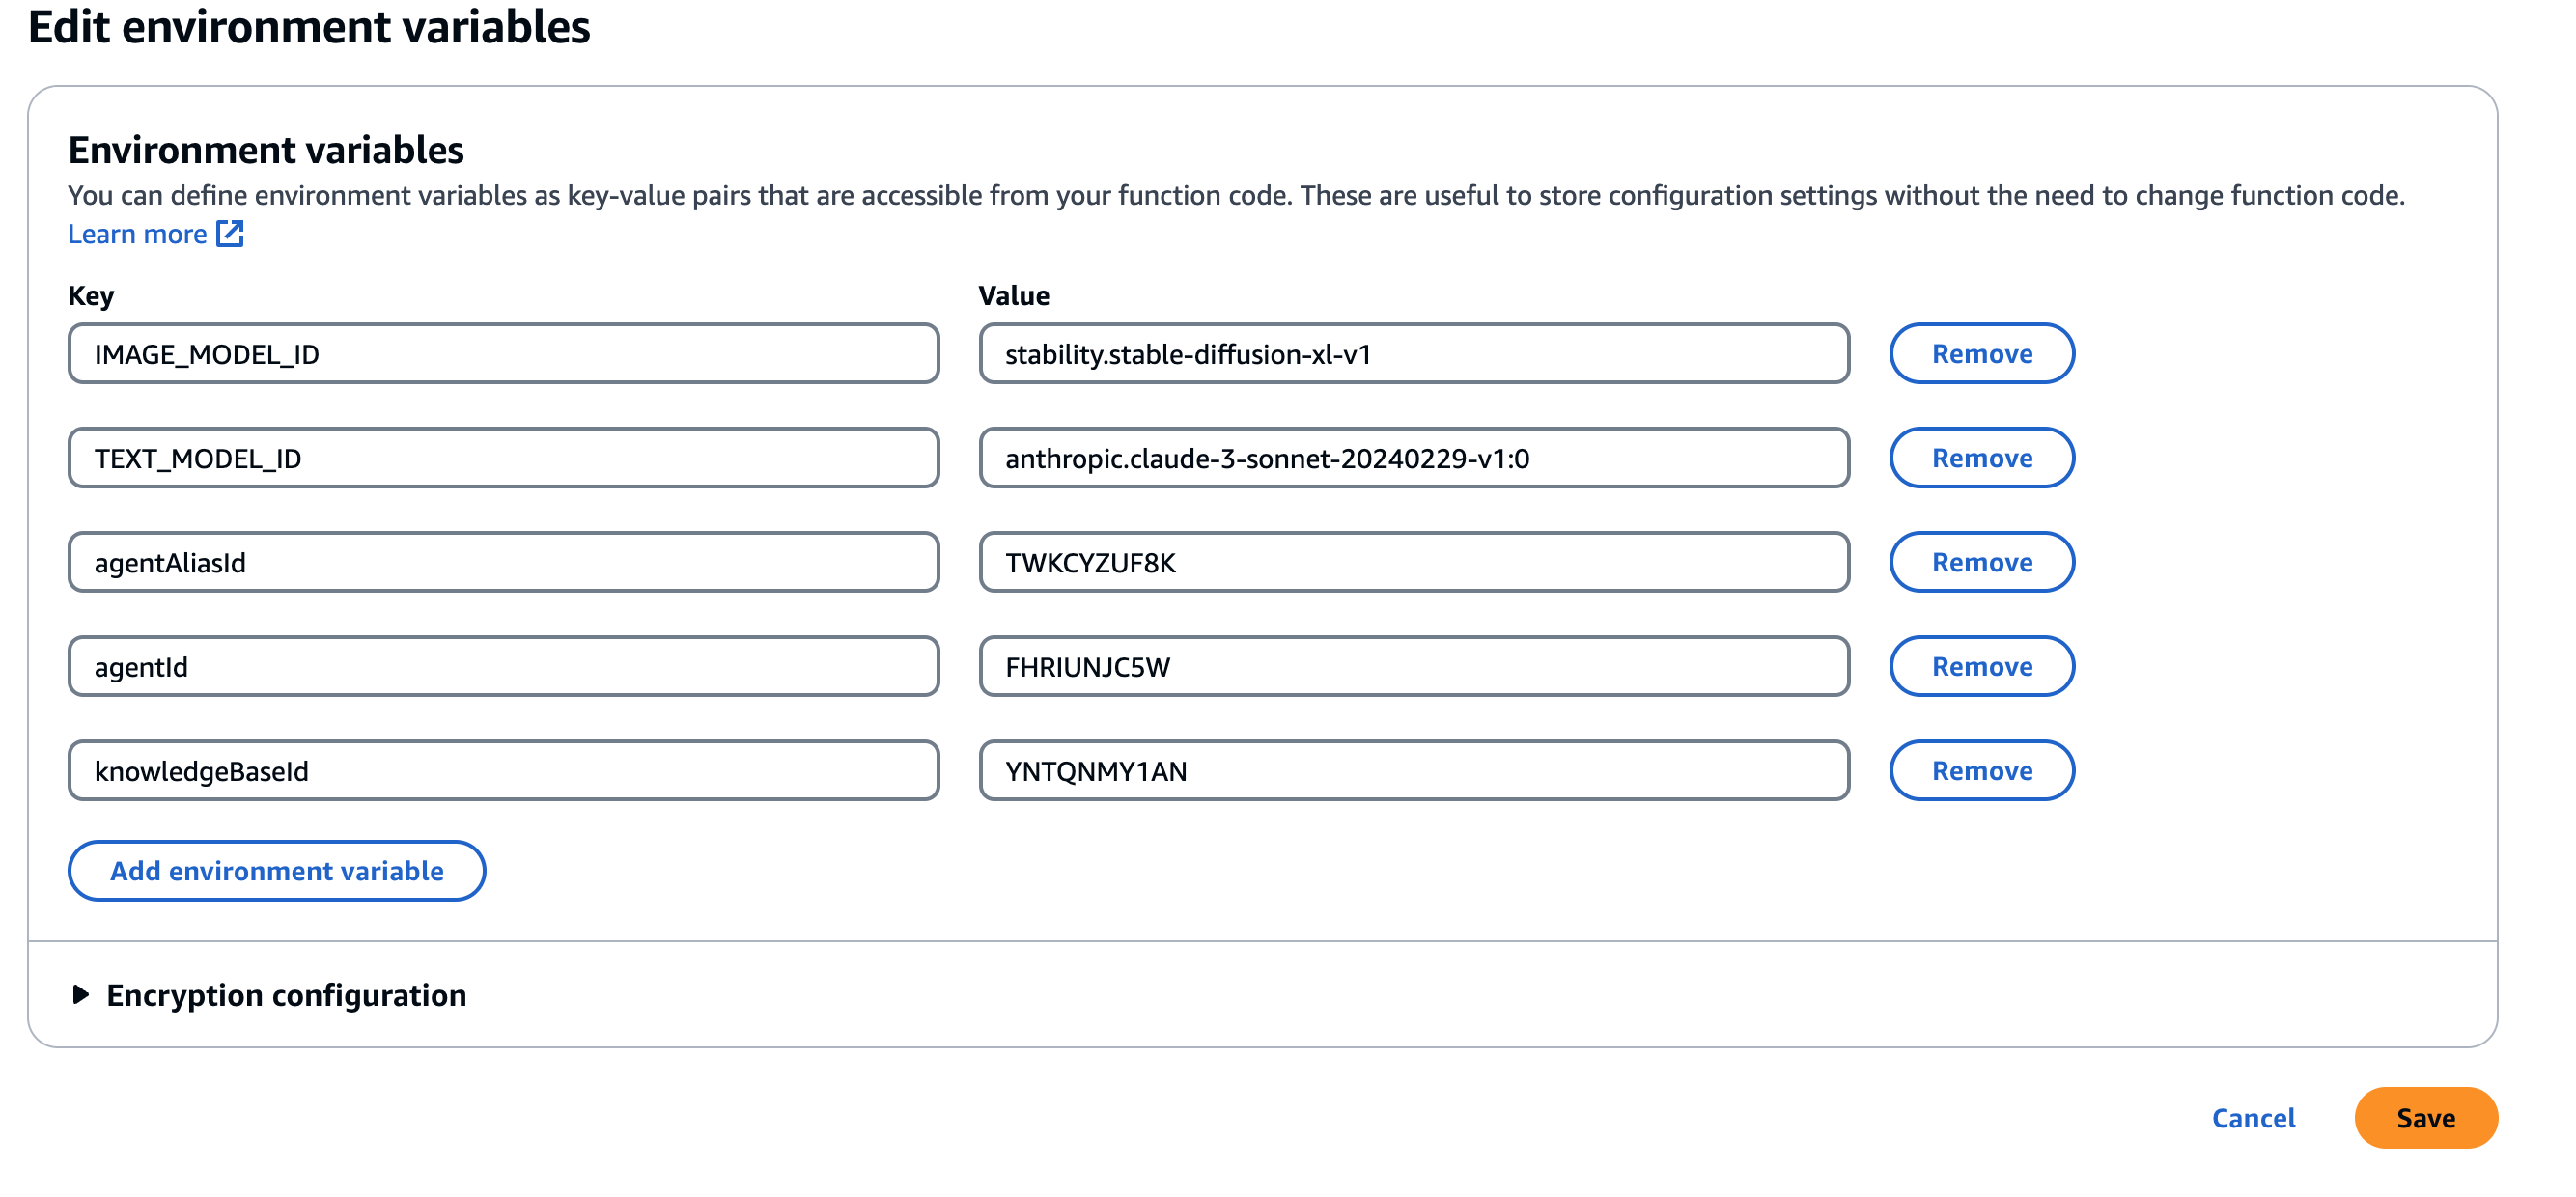 Edit environment variables
Environment variables
You can define environment variables as key-value pairs that are accessible from your function code. These are useful to store configuration settings without the need to change function code.
Learn more
Key Value
IMAGE_MODEL_ID stability.stable-diffusion-xl-v1 Remove
TEXT_MODEL_ID anthropic.claude-3-sonnet-20240229-v1:0 Remove
agentAliasId TWKCYZUF8K Remove
agentId FHRIUNJC5W Remove
knowledgeBaseId YNTQNMY1AN Remove
Add environment variable
Encryption configuration
Cancel Save